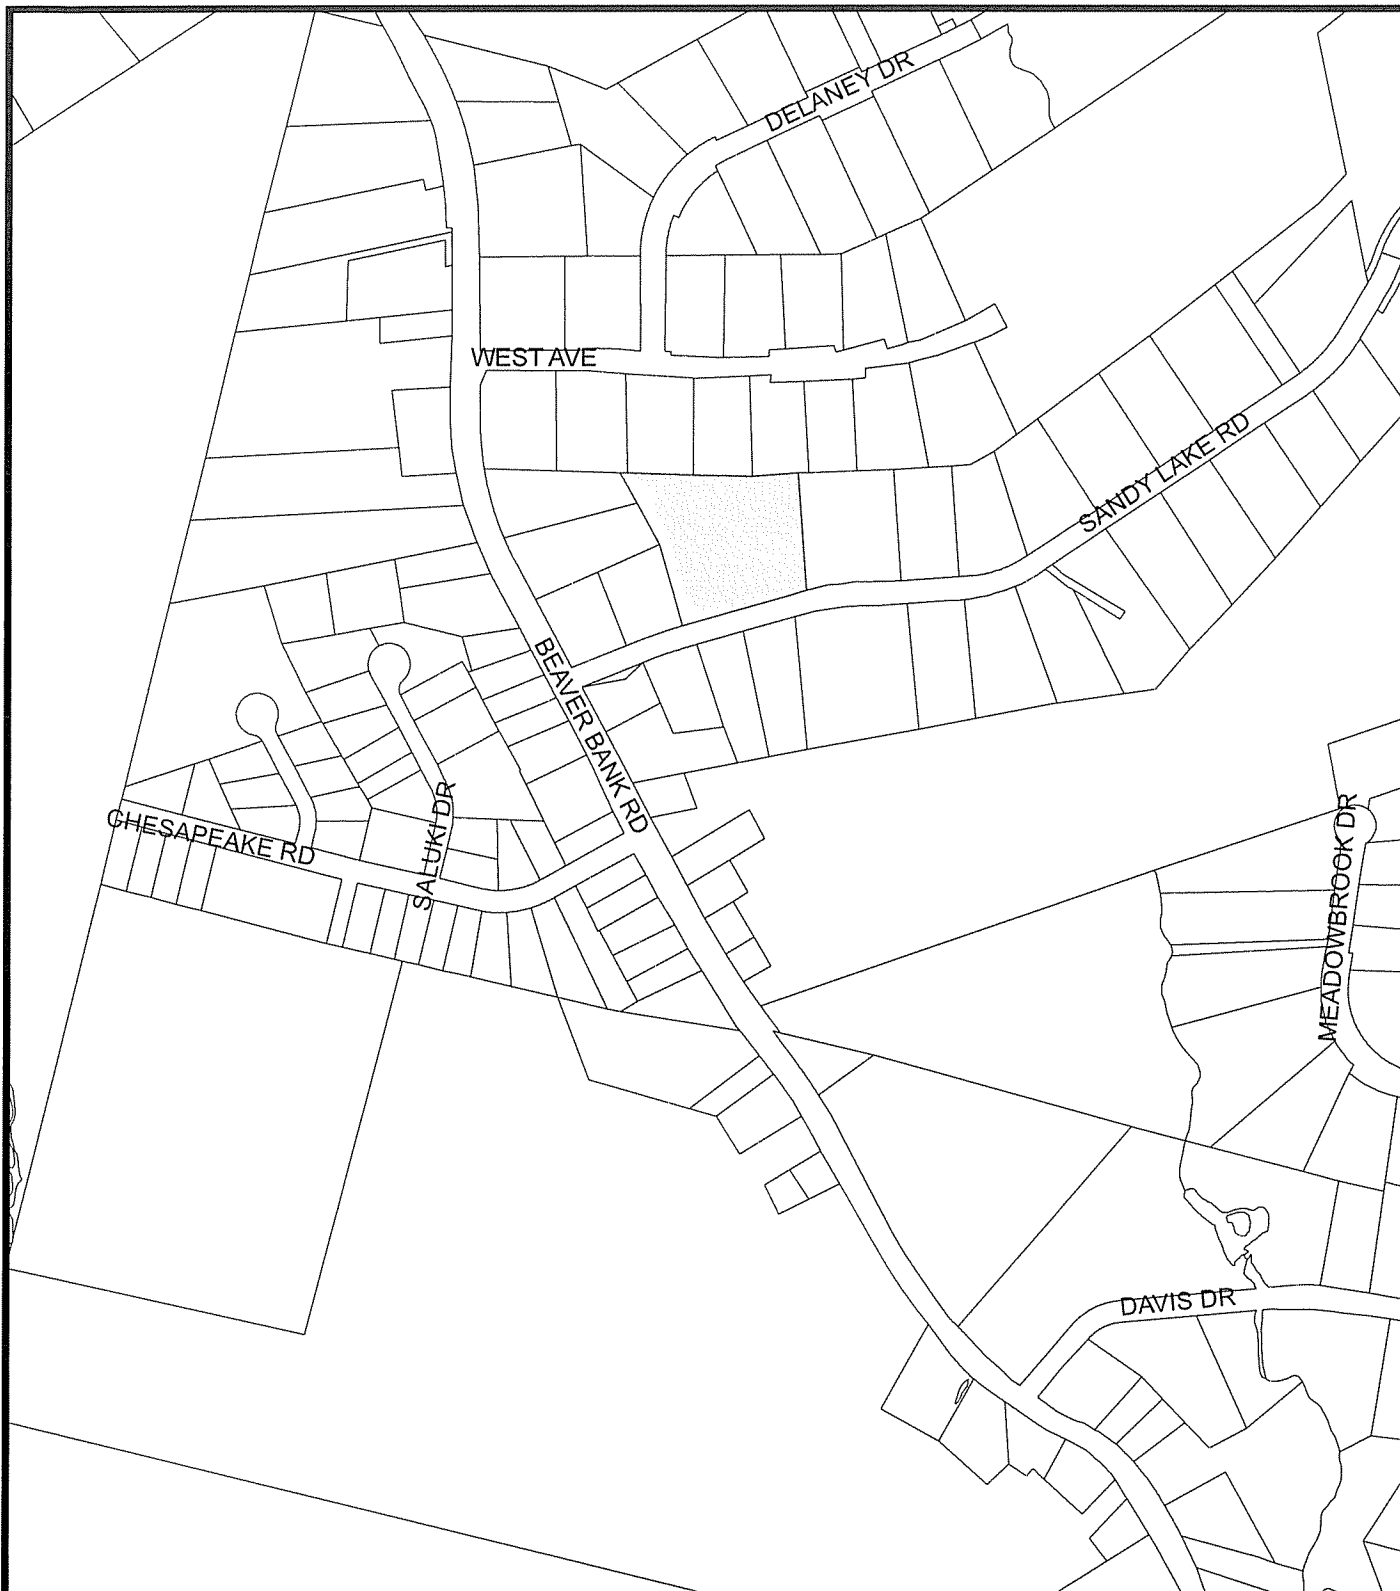 DELANEY DR
WEST AVE
SANDY LAKE RD
BEAVER BANK RD
CHESAPEAKE RD
SALUKI DR
MEADOWBROOK DR
DAVIS DR